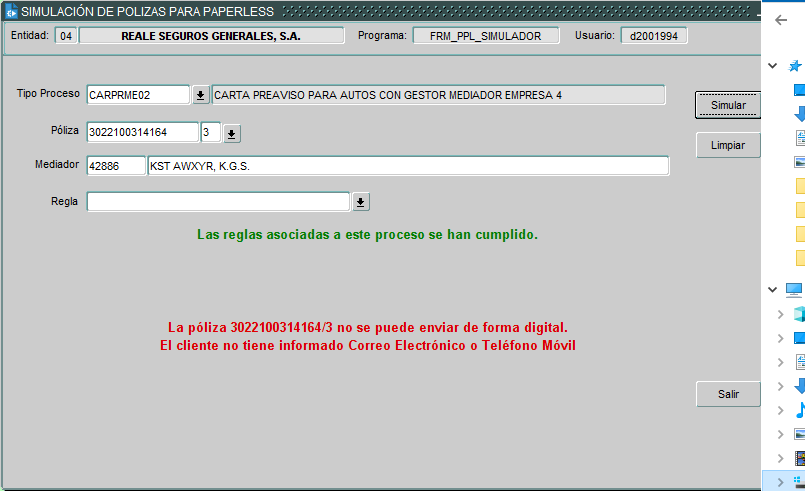 SIMULACIÓN DE POLIZAS PARA PAPERLESS
Entidad: 04 REALE SEGUROS GENERALES, S.A. Programa: FRM_PPL_SIMULADOR Usuario: d2001994
Tipo Proceso CARPRME02 CARTA PREAVISO PARA AUTOS CON GESTOR MEDIADOR EMPRESA 4
Simular
Póliza 3022100314164 3
Limpiar
Mediador 42886 KST AWXYR, K.G.S.
Regla
Las reglas asociadas a este proceso se han cumplido.
La póliza 3022100314164/3 no se puede enviar de forma digital.
El cliente no tiene informado Correo Electrónico o Teléfono Móvil
Salir